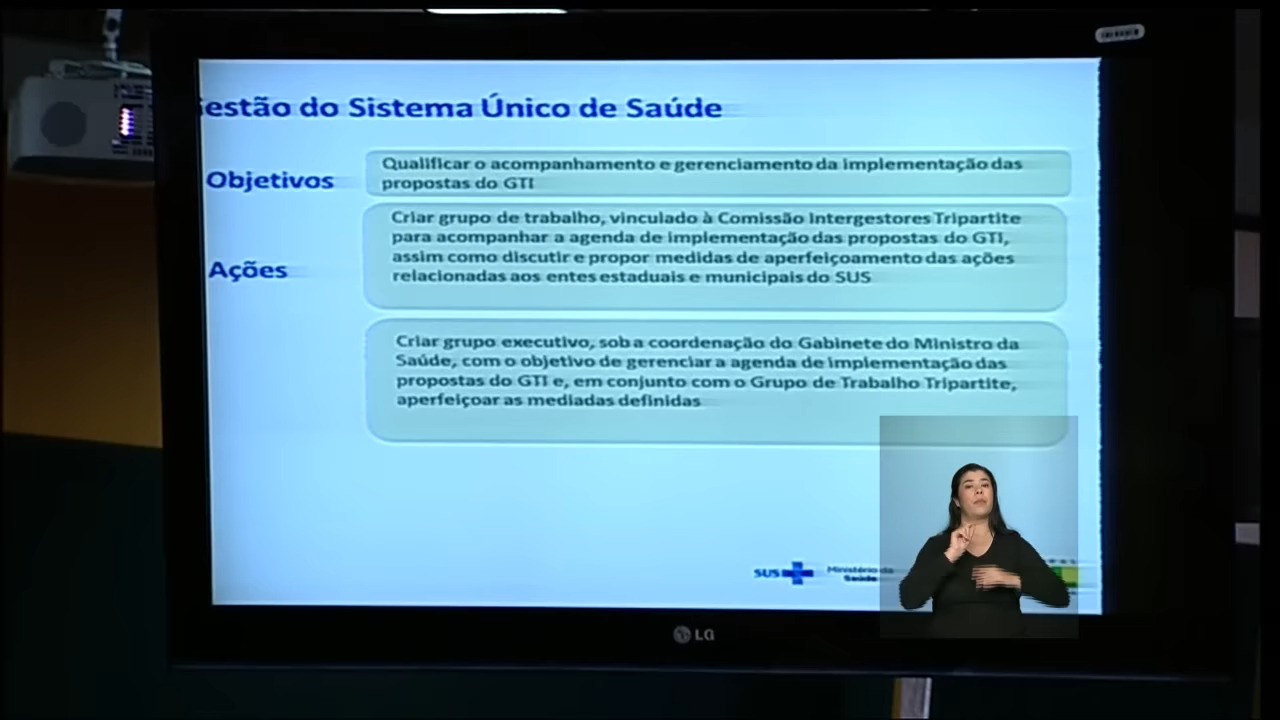 estão do Sistema Único de Saúde
Objetivos
Qualificar o acompanhamento e gerenciamento da implementação das
propostas do GTI
Ações
Criar grupo de trabalho, vinculado à Comissão Intergestores Tripartite
para acompanhar a agenda de implementação das propostas do GTI,
assim como discutir e propor medidas de aperfeiçoamento das ações
relacionadas aos entes estaduais e municipais do SUS
Criar grupo executivo, sob a coordenação do Gabinete do Ministro da
Saúde, com o objetivo de gerenciar a agenda de implementação das
propostas do GTI e, em conjunto com o Grupo de Trabalho Tripartite,
aperfeiçoar as mediadas definidas
SUS
Ministério da
Saúde
LG